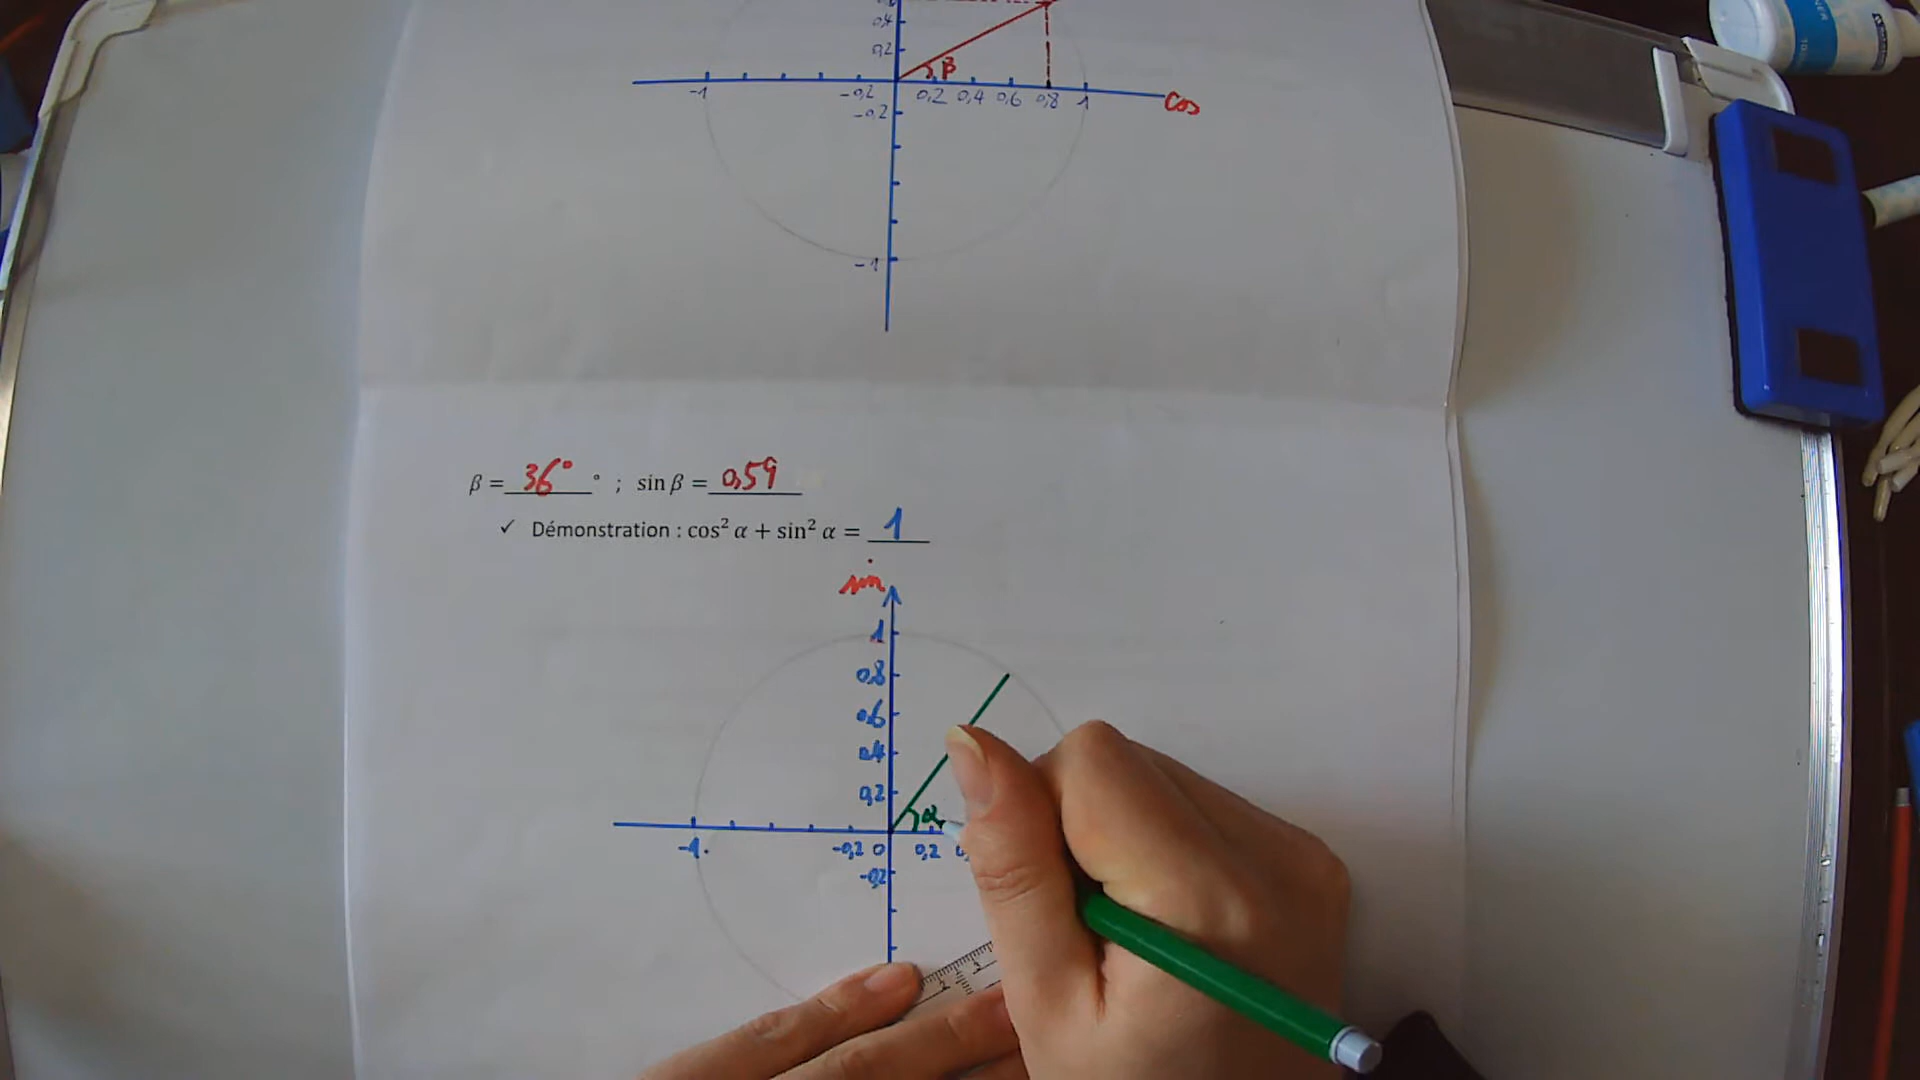 0,4
0,2
β
-1 -0,2 0,2 0,4 0,6 0,8 1 cos
-0,2
-1
β = 36° ° ; sin β = 0,59
✓ Démonstration : cos² α + sin² α = 1
sin
1
0,8
0,6
0,4
0,2
α
-1 -0,2 0 0,2
-0,2